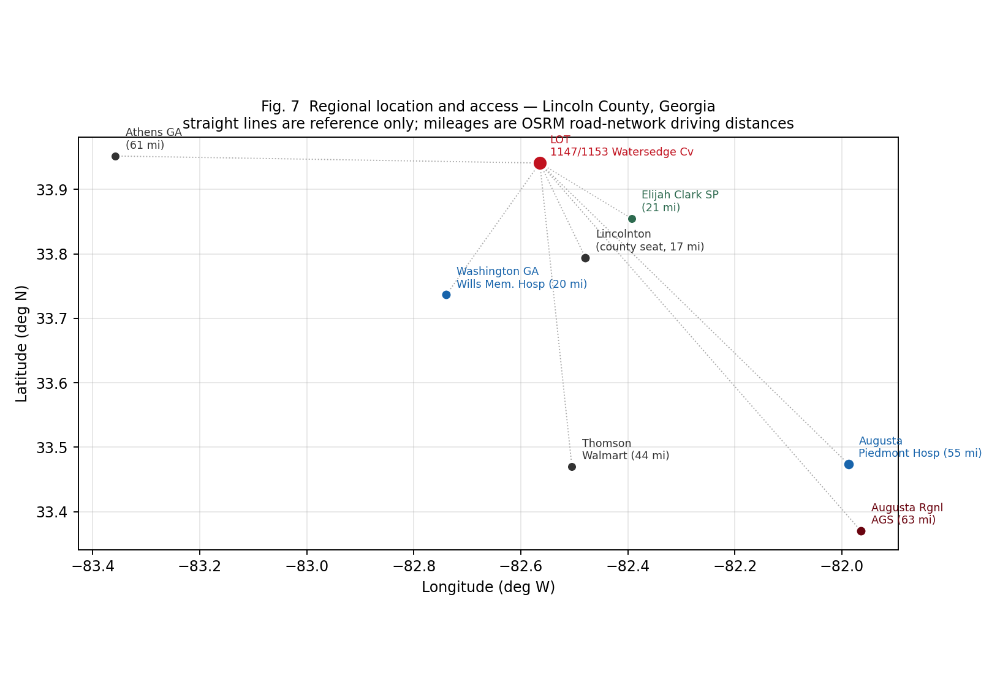 Fig. 7  Regional location and access — Lincoln County, Georgia
straight lines are reference only; mileages are OSRM road-network driving distances
Athens GA
(61 mi)
LOT
1147/1153 Watersedge Cv
Elijah Clark SP
(21 mi)
Lincolnton
(county seat, 17 mi)
Washington GA
Wills Mem. Hosp (20 mi)
Thomson
Walmart (44 mi)
Augusta
Piedmont Hosp (55 mi)
Augusta Rgnl
AGS (63 mi)
Latitude (deg N)
33.9
33.8
33.7
33.6
33.5
33.4
−83.4
−83.2
−83.0
−82.8
−82.6
−82.4
−82.2
−82.0
Longitude (deg W)